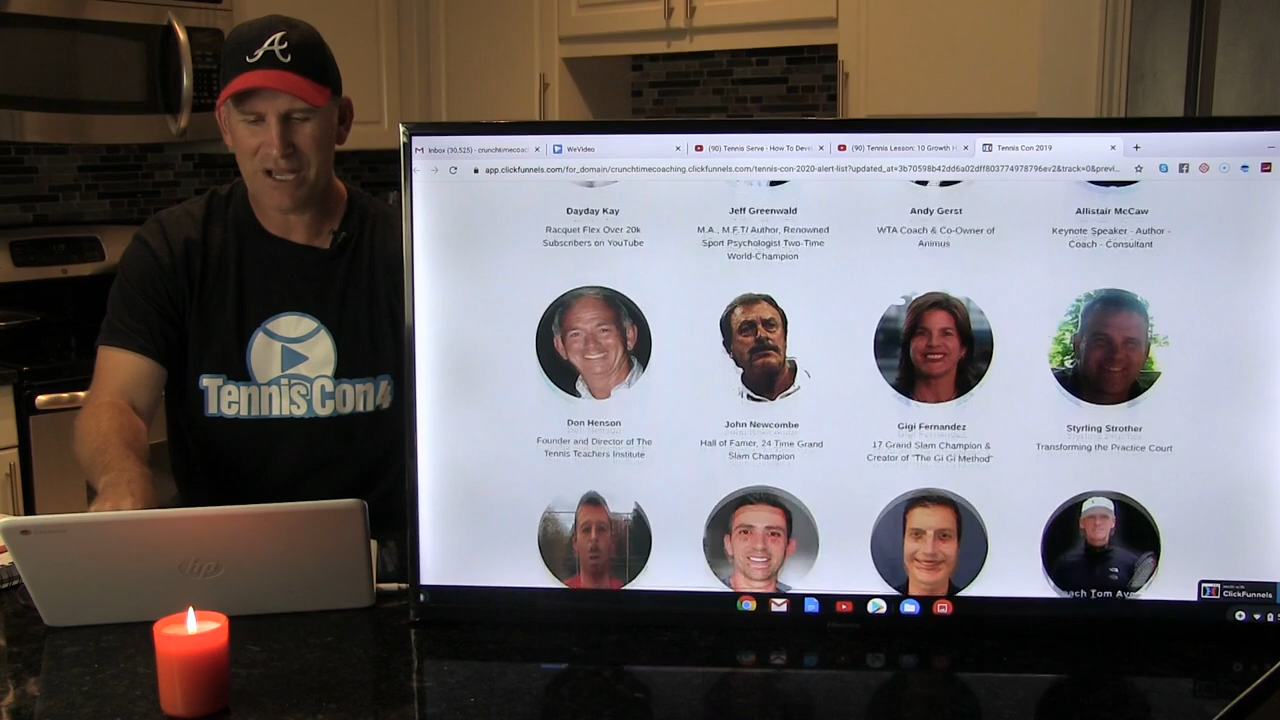 A
Tennis Con 4
hp
Inbox (30,525) - crunchtimecoac
WeVideo
(90) Tennis Serve - How To Devel
(90) Tennis Lesson: 10 Growth H
Tennis Con 2019
app.clickfunnels.com/for_domain/crunchtimecoaching.clickfunnels.com/tennis-con-2020-alert-list?updated_at=3b70598b42dd6a02dff803774978796ev2&track=0&previ...
Dayday Kay
Racquet Flex Over 20k
Subscribers on YouTube
Jeff Greenwald
M.A., M.F.T/ Author, Renowned
Sport Psychologist Two-Time
World-Champion
Andy Gerst
WTA Coach & Co-Owner of
Animus
Allistair McCaw
Keynote Speaker - Author -
Coach - Consultant
Don Henson
Founder and Director of The
Tennis Teachers Institute
John Newcombe
Hall of Famer, 24 Time Grand
Slam Champion
Gigi Fernandez
17 Grand Slam Champion &
Creator of "The Gi Gi Method"
Styrling Strother
Transforming the Practice Court
ach Tom Ave
ClickFunnels